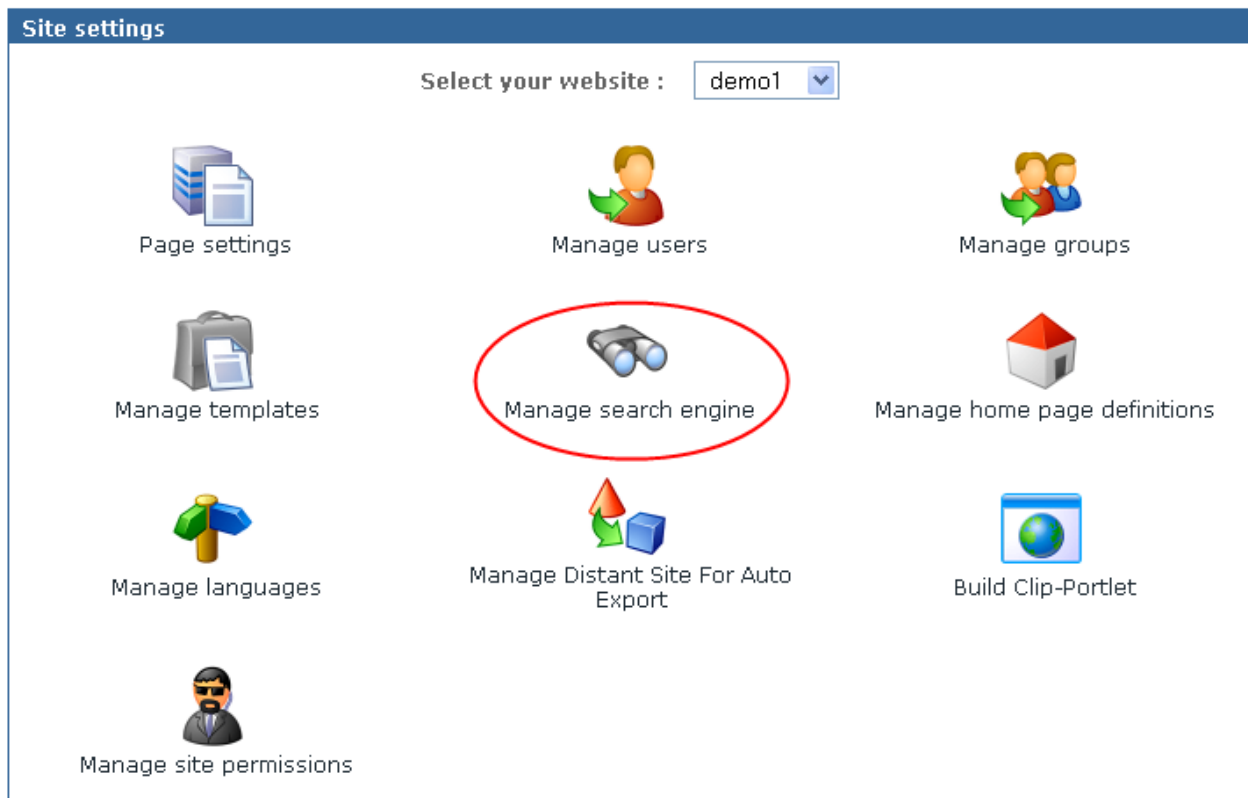 Site settings
Select your website : demo1
Page settings Manage users Manage groups
Manage templates Manage search engine Manage home page definitions
Manage languages Manage Distant Site For Auto Build Clip-Portlet
Export
Manage site permissions